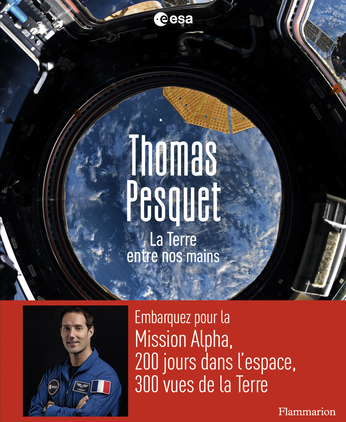 esa
Thomas
Pesquet
La Terre
entre nos mains
Embarquez pour la
Mission Alpha,
200 jours dans l'espace,
300 vues de la Terre
Flammarion